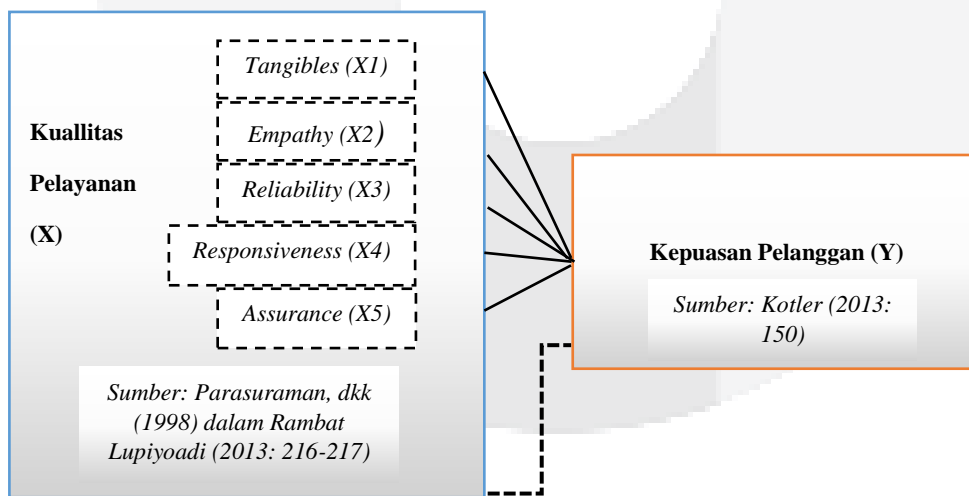 Tangibles (X1)
Kuallitas
Pelayanan
(X)
Empathy (X2)
Reliability (X3)
Responsiveness (X4)
Assurance (X5)
Sumber: Parasuraman, dkk
(1998) dalam Rambat
Lupiyoadi (2013: 216-217)
Kepuasan Pelanggan (Y)
Sumber: Kotler (2013:
150)